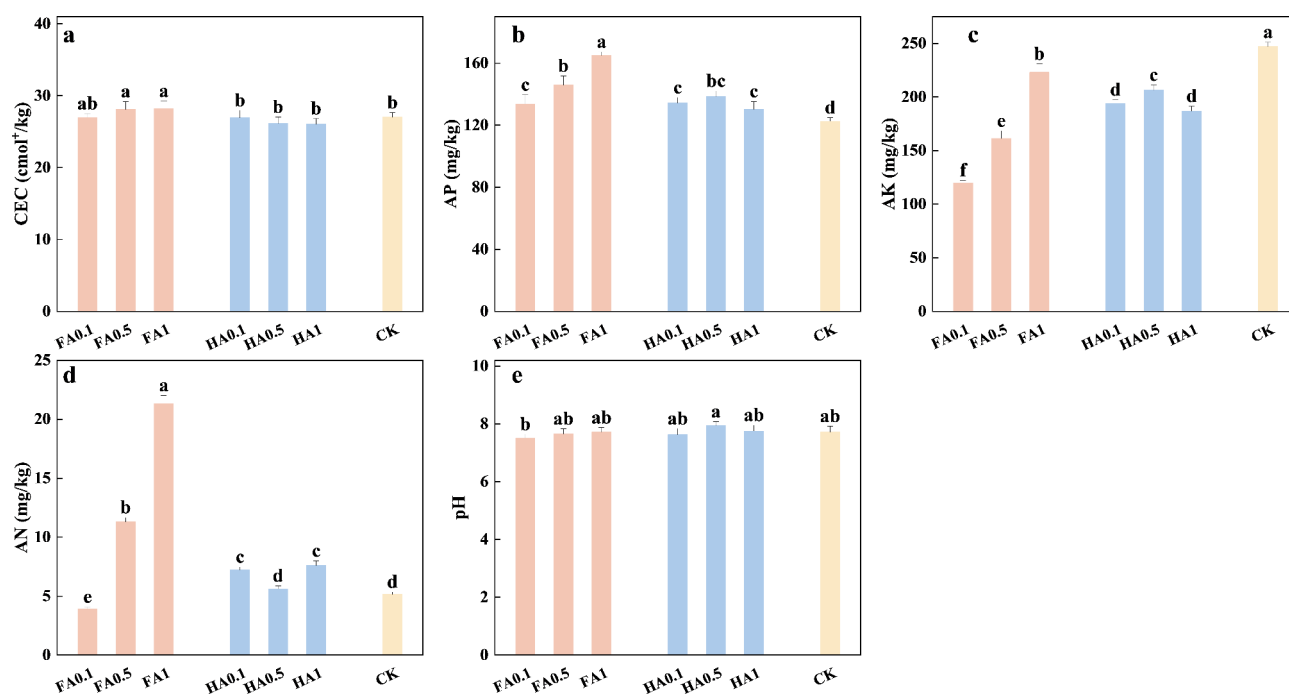 a
CEC (cmol⁺/kg)
40
30
20
10
0
ab
a
a
b
b
b
b
FA0.1
FA0.5
FA1
HA0.1
HA0.5
HA1
CK
b
AP (mg/kg)
160
120
80
40
0
c
b
a
c
bc
c
d
FA0.1
FA0.5
FA1
HA0.1
HA0.5
HA1
CK
c
AK (mg/kg)
250
200
150
100
50
0
f
e
b
d
c
d
a
FA0.1
FA0.5
FA1
HA0.1
HA0.5
HA1
CK
d
AN (mg/kg)
25
20
15
10
5
0
e
b
a
c
d
c
d
FA0.1
FA0.5
FA1
HA0.1
HA0.5
HA1
CK
e
pH
10
8
6
4
2
0
b
ab
ab
ab
a
ab
ab
FA0.1
FA0.5
FA1
HA0.1
HA0.5
HA1
CK